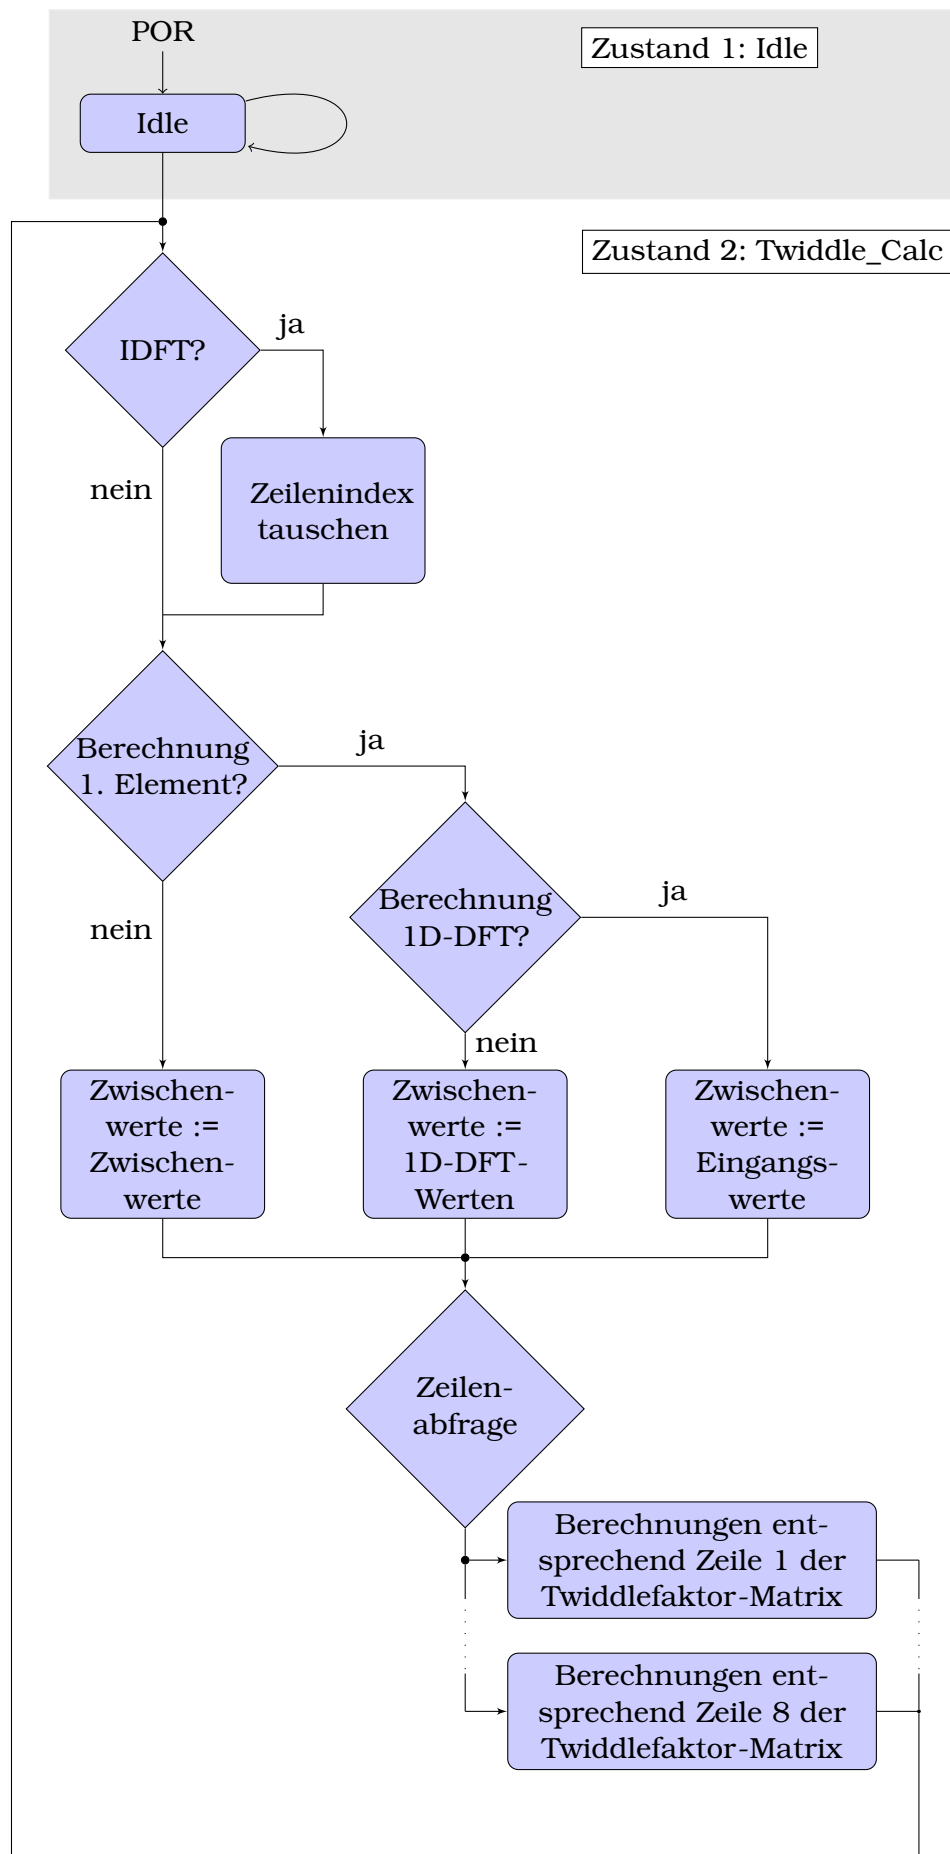 POR
Zustand 1: Idle
Idle
Zustand 2: Twiddle_Calc
IDFT?
ja
nein
Zeilenindex
tauschen
Berechnung
1. Element?
ja
nein
Berechnung
1D-DFT?
ja
nein
Zwischen-
werte :=
Zwischen-
werte
Zwischen-
werte :=
1D-DFT-
Werten
Zwischen-
werte :=
Eingangs-
werte
Zeilen-
abfrage
Berechnungen ent-
sprechend Zeile 1 der
Twiddlefaktor-Matrix
Berechnungen ent-
sprechend Zeile 8 der
Twiddlefaktor-Matrix